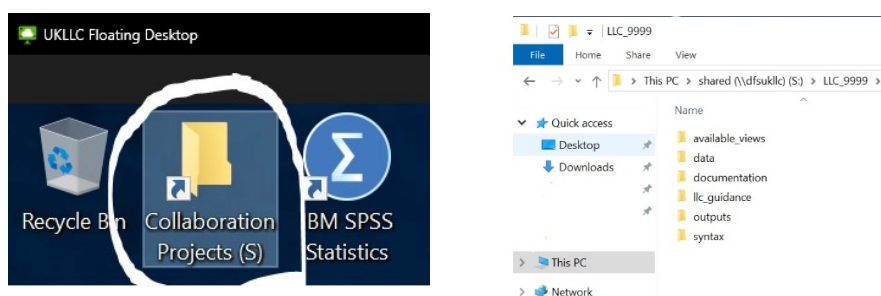 UKLLC Floating Desktop
Recycle Bin
Collaboration
Projects (S)
IBM SPSS
Statistics
LLC_9999
File Home Share View
This PC > shared (\\dfsukllc) (S:) > LLC_9999 >
Name
Quick access
Desktop
Downloads
This PC
Network
available_views
data
documentation
llc_guidance
outputs
syntax